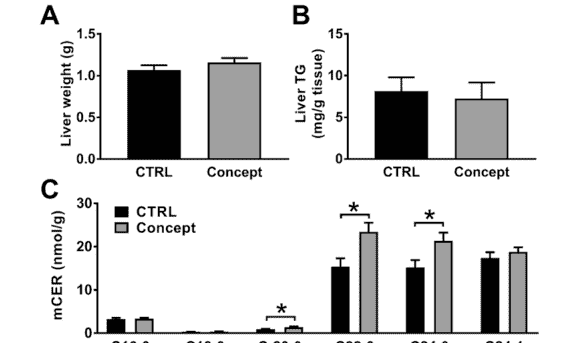 A
B
Liver weight (g)
1.5
1.0
0.5
0.0
CTRL
Concept
Liver TG
(mg/g tissue)
15
10
5
0
CTRL
Concept
C
mCER (nmol/g)
30
20
10
0
CTRL
Concept
*
*
*